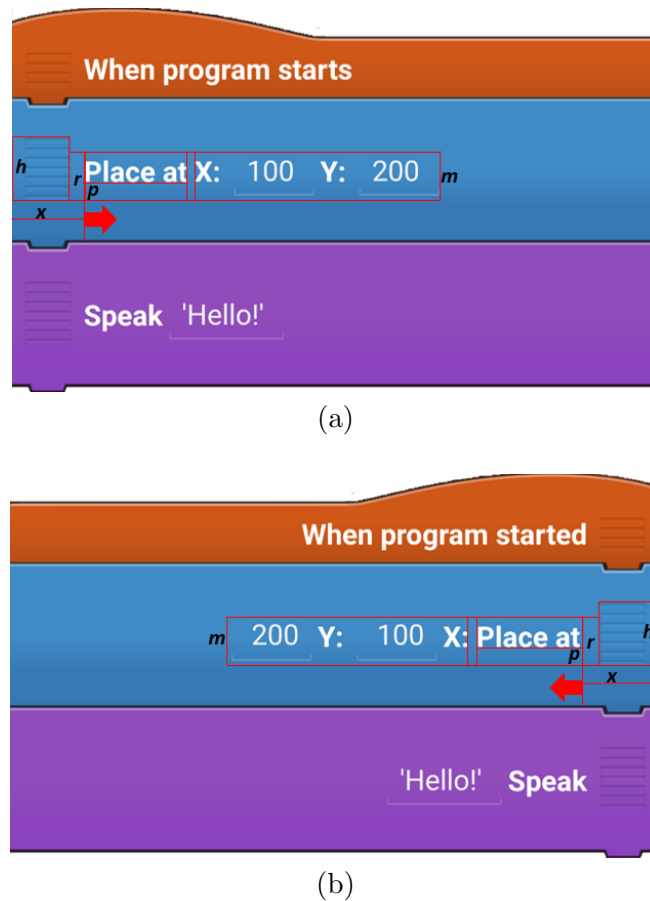 When program starts
h r Place at X: 100 Y: 200 m
p
x
Speak 'Hello!'
(a)
When program started
m 200 Y: 100 X: Place at r h
p
x
'Hello!' Speak
(b)